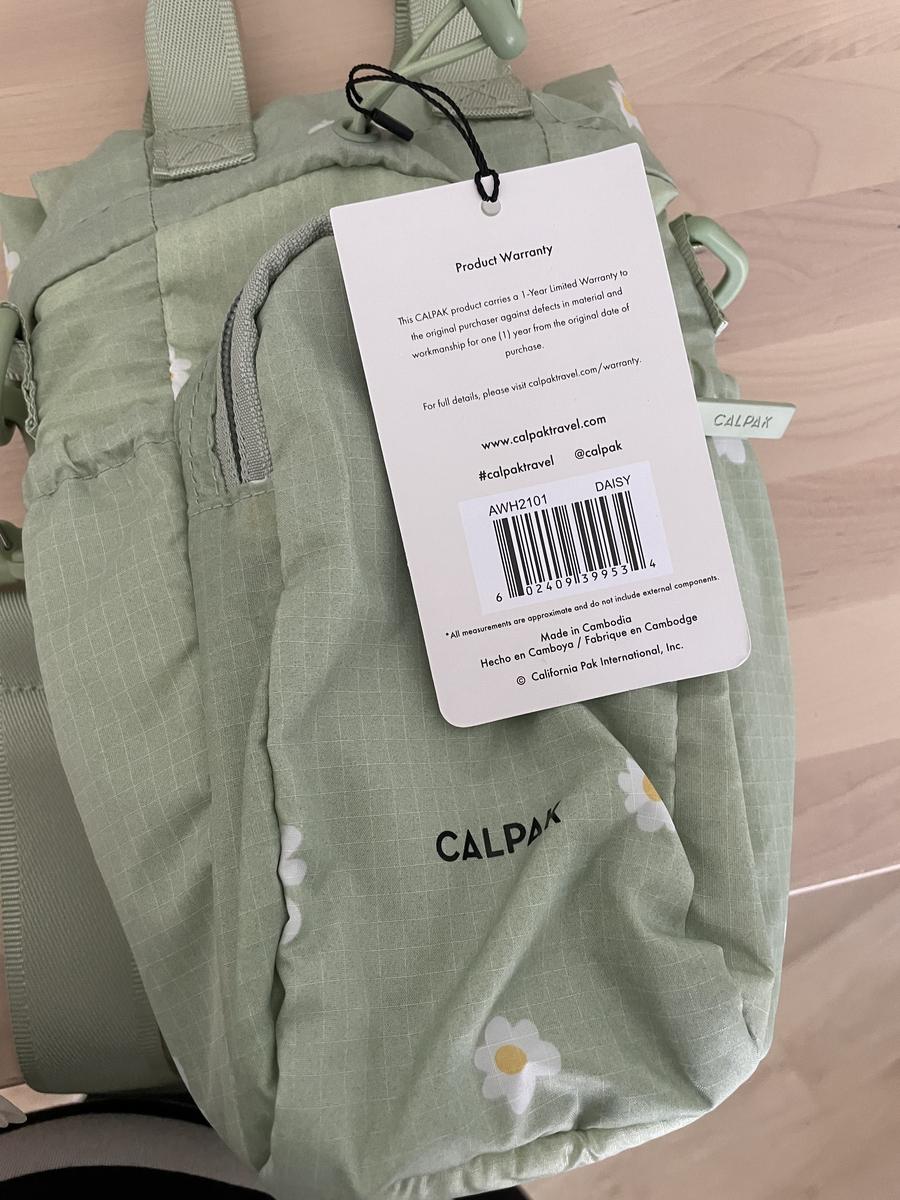 Product Warranty
This CALPAK product carries a 1-Year Limited Warranty to
the original purchaser against defects in material and
workmanship for one (1) year from the original date of
purchase.
For full details, please visit calpaktravel.com/warranty.
www.calpaktravel.com
#calpaktravel @calpak
AWH2101 DAISY
6 02409 39953 4
*All measurements are approximate and do not include external components.
Made in Cambodia
Hecho en Camboya / Fabrique en Cambodge
© California Pak International, Inc.
CALPAK
CALPAK